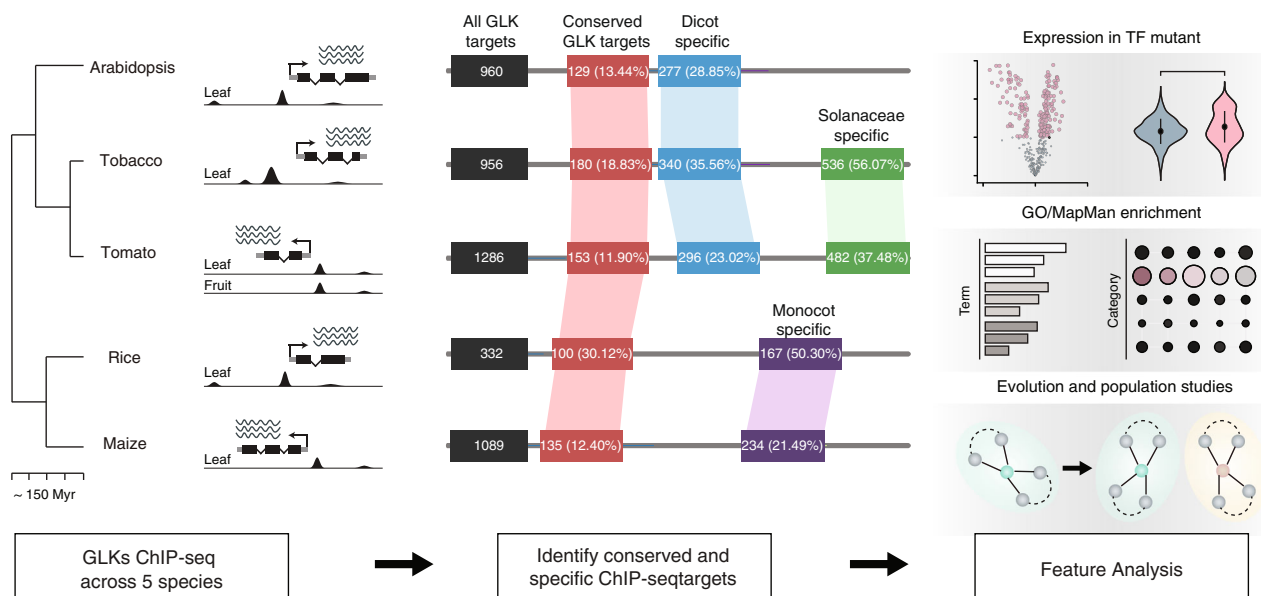 All GLK
targets
Conserved
GLK targets
Dicot
specific
Expression in TF mutant
Arabidopsis
Leaf
960
129 (13.44%)
277 (28.85%)
Solanaceae
specific
Tobacco
Leaf
956
180 (18.83%)
340 (35.56%)
536 (56.07%)
GO/MapMan enrichment
Tomato
Leaf
Fruit
1286
153 (11.90%)
296 (23.02%)
482 (37.48%)
Term
Category
Monocot
specific
Rice
Leaf
332
100 (30.12%)
167 (50.30%)
Evolution and population studies
Maize
Leaf
1089
135 (12.40%)
234 (21.49%)
~ 150 Myr
GLKs ChIP-seq
across 5 species
Identify conserved and
specific ChIP-seqtargets
Feature Analysis